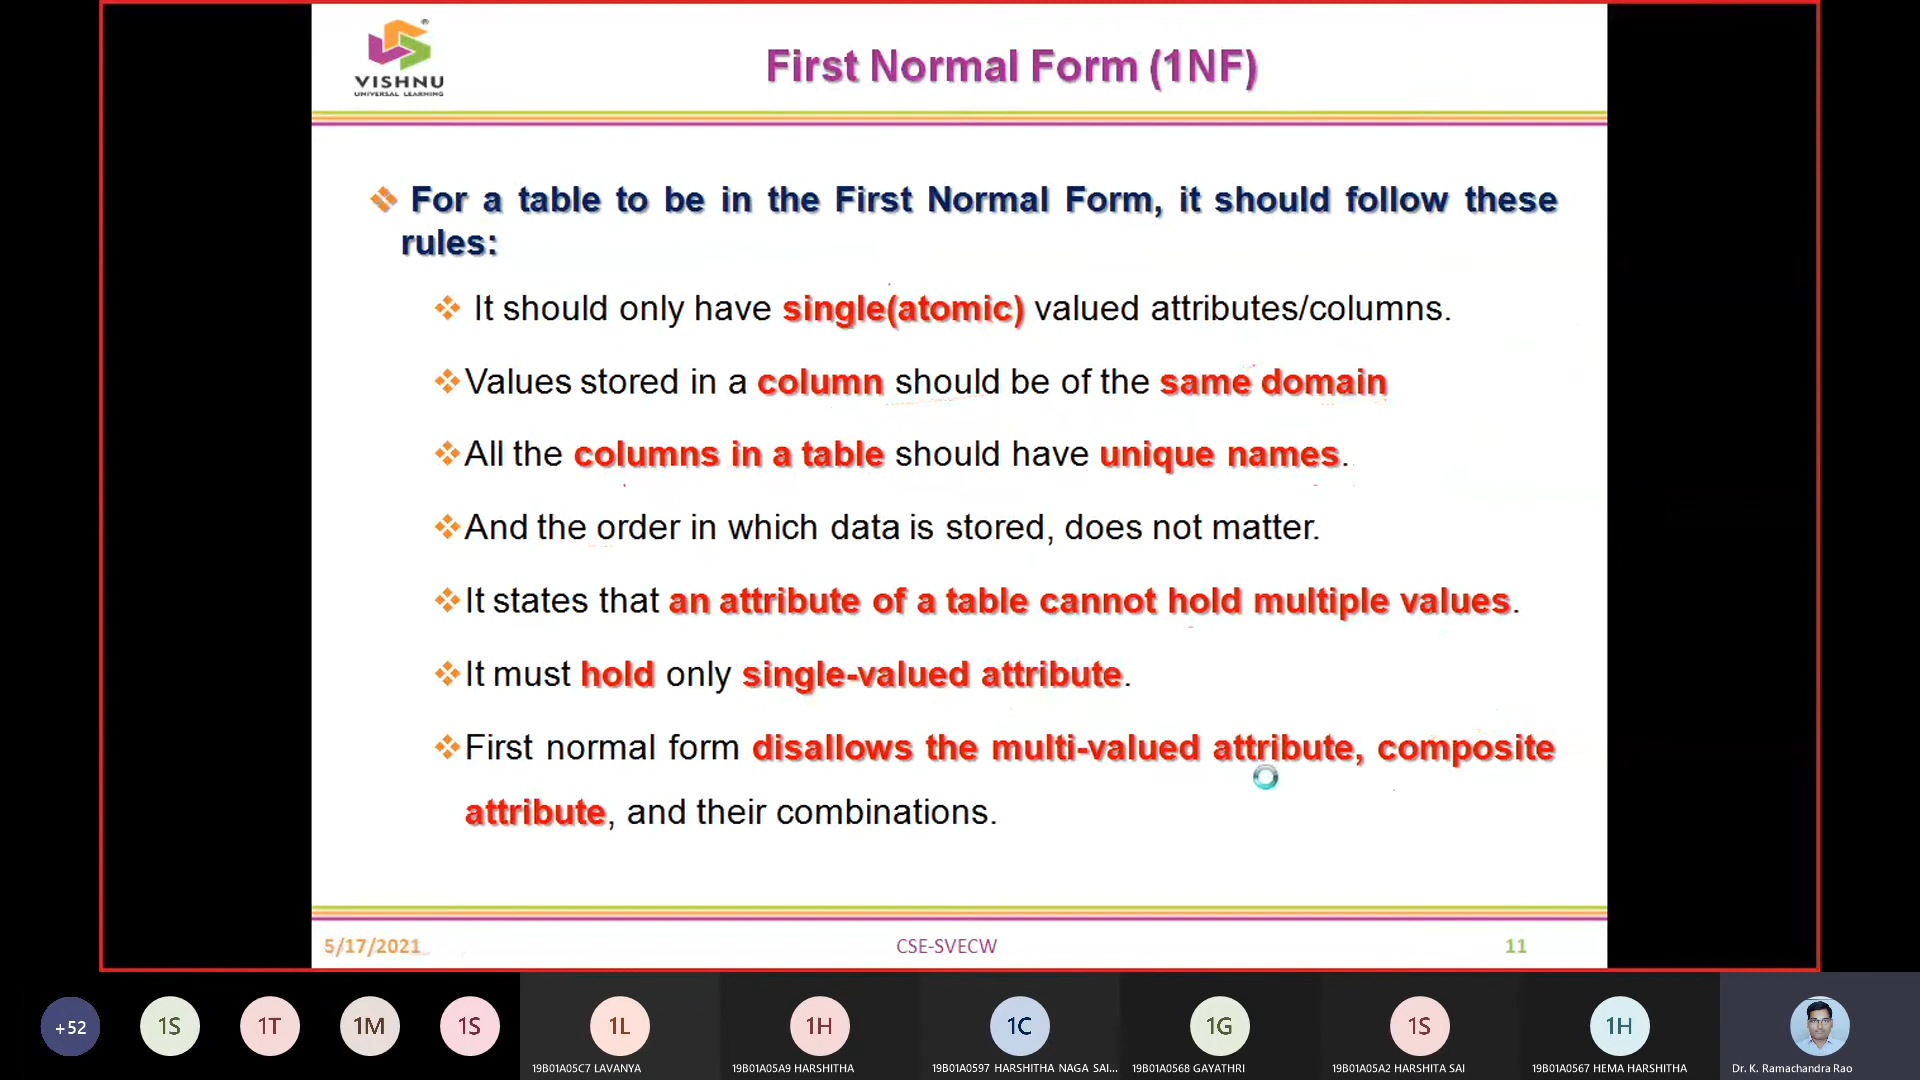 VISHNU
UNIVERSAL LEARNING
First Normal Form (1NF)
For a table to be in the First Normal Form, it should follow these
rules:
It should only have single(atomic) valued attributes/columns.
Values stored in a column should be of the same domain
All the columns in a table should have unique names.
And the order in which data is stored, does not matter.
It states that an attribute of a table cannot hold multiple values.
It must hold only single-valued attribute.
First normal form disallows the multi-valued attribute, composite
attribute, and their combinations.
5/17/2021 CSE-SVECW 11
+52 1S 1T 1M 1S 1L 1H 1C 1G 1S 1H
19B01A05C7 LAVANYA 19B01A05A9 HARSHITHA 19B01A0597 HARSHITHA NAGA SAI... 19B01A0568 GAYATHRI 19B01A05A2 HARSHITA SAI 19B01A0567 HEMA HARSHITHA Dr. K. Ramachandra Rao